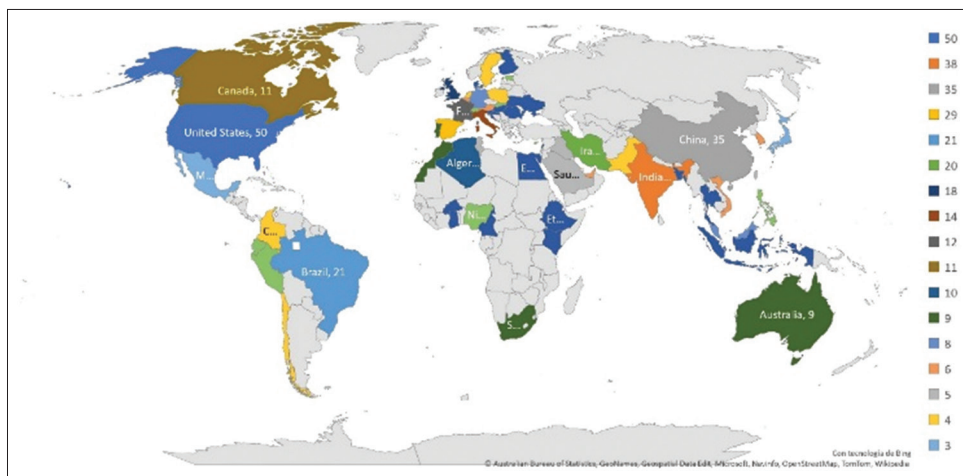 Canada, 11
United States, 50
M...
C...
Brazil, 21
F...
Alger...
E...
Ni...
Et...
S...
Sau...
Ira...
India...
China, 35
Australia, 9
50
38
35
29
21
20
18
14
12
11
10
9
8
6
5
4
3
Con tecnología de Bing
© Australian Bureau of Statistics, GeoNames, Geospatial Data Edit, Microsoft, Navinfo, OpenStreetMap, TomTom, Wikipedia